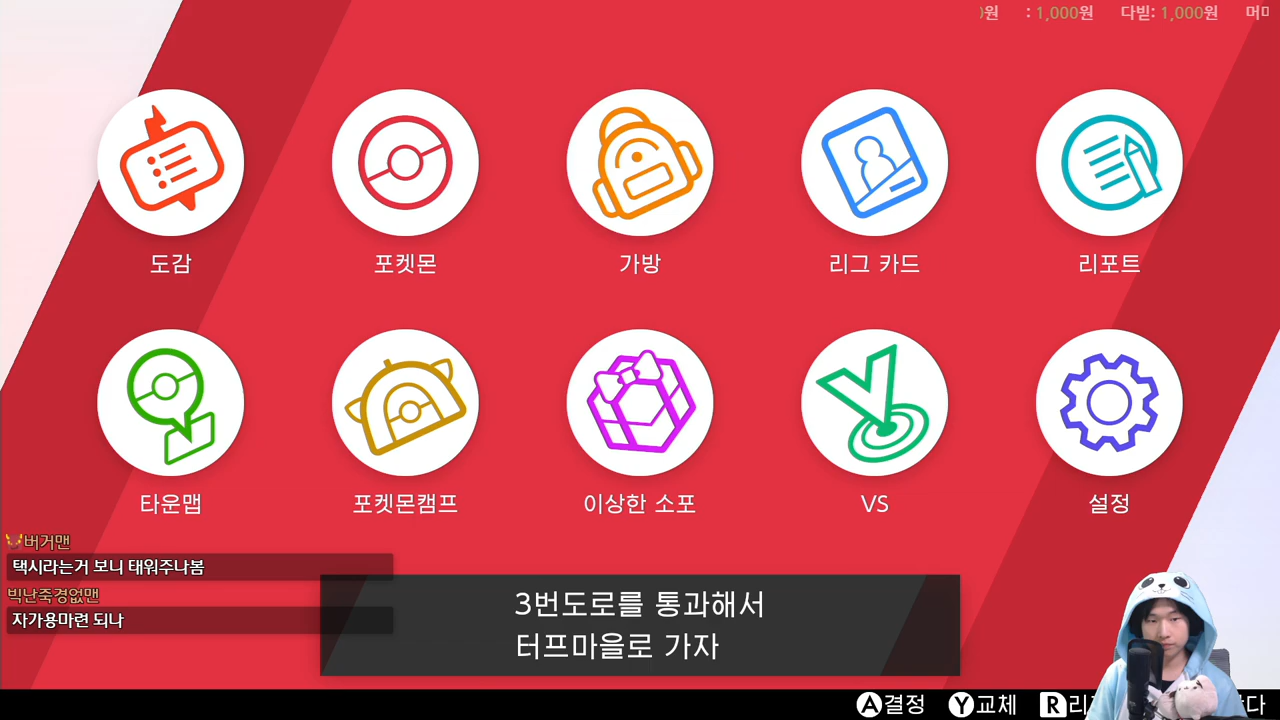 원 : 1,000원 다빋: 1,000원
도감 포켓몬 가방 리그 카드 리포트
타운맵 포켓몬캠프 이상한 소포 VS 설정
버거맨
택시라는거 보니 태워주나봄
빅난죽경없맨
자가용마련 되나
3번도로를 통과해서
터프마을로 가자
A 결정 Y 교체 R